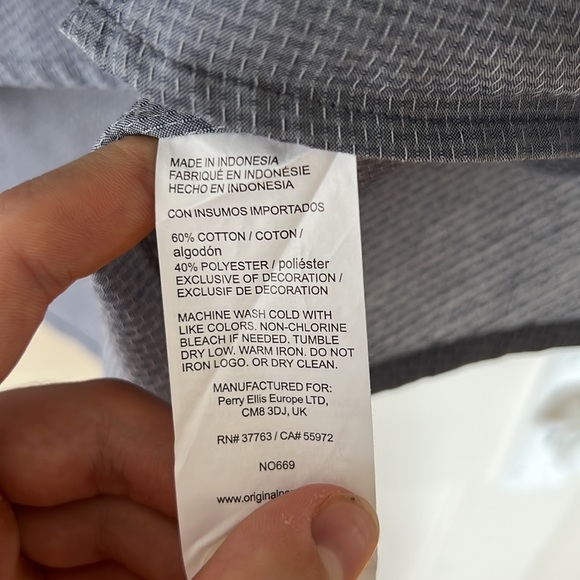 MADE IN INDONESIA
FABRIQUÉ EN INDONÉSIE
HECHO EN INDONESIA
CON INSUMOS IMPORTADOS
60% COTTON / COTON /
algodón
40% POLYESTER / poliéster
EXCLUSIVE OF DECORATION /
EXCLUSIF DE DECORATION
MACHINE WASH COLD WITH
LIKE COLORS. NON-CHLORINE
BLEACH IF NEEDED. TUMBLE
DRY LOW. WARM IRON. DO NOT
IRON LOGO. OR DRY CLEAN.
MANUFACTURED FOR:
Perry Ellis Europe LTD,
CM8 3DJ, UK
RN# 37763 / CA# 55972
NO669